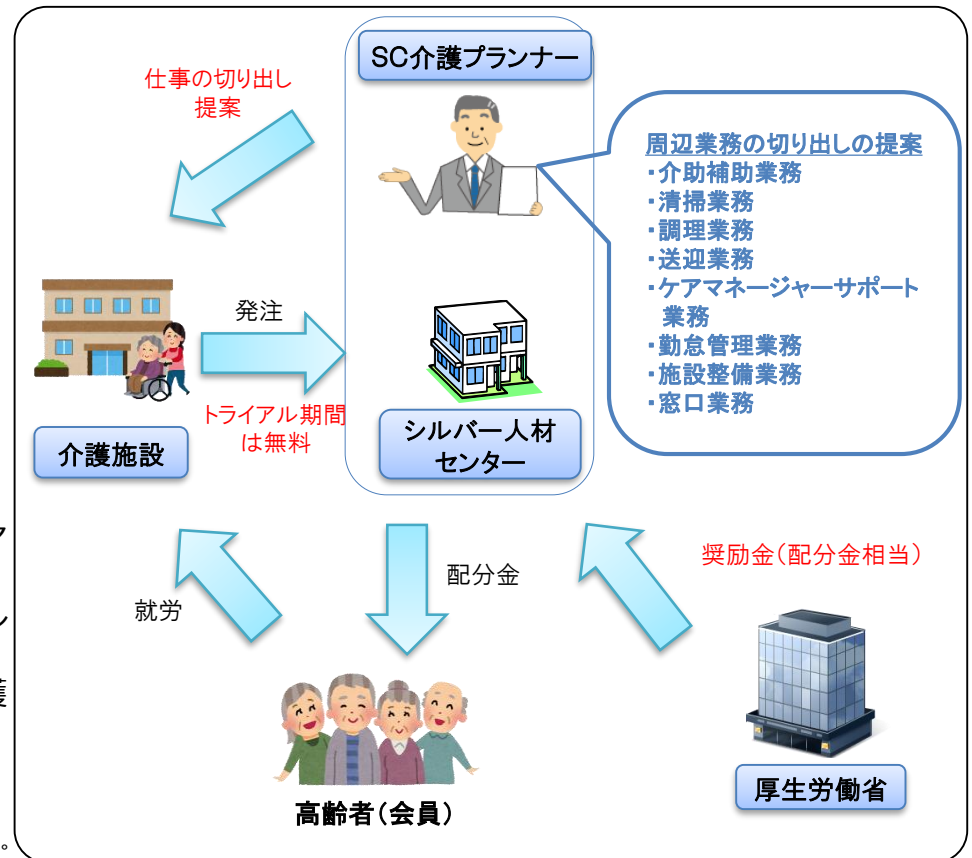 SC介護プランナー
仕事の切り出し
提案
周辺業務の切り出しの提案
・介助補助業務
・清掃業務
・調理業務
・送迎業務
・ケアマネージャーサポート
業務
・勤怠管理業務
・施設整備業務
・窓口業務
発注
トライアル期間
は無料
介護施設
シルバー人材
センター
奨励金(配分金相当)
配分金
就労
高齢者(会員)
厚生労働省
。